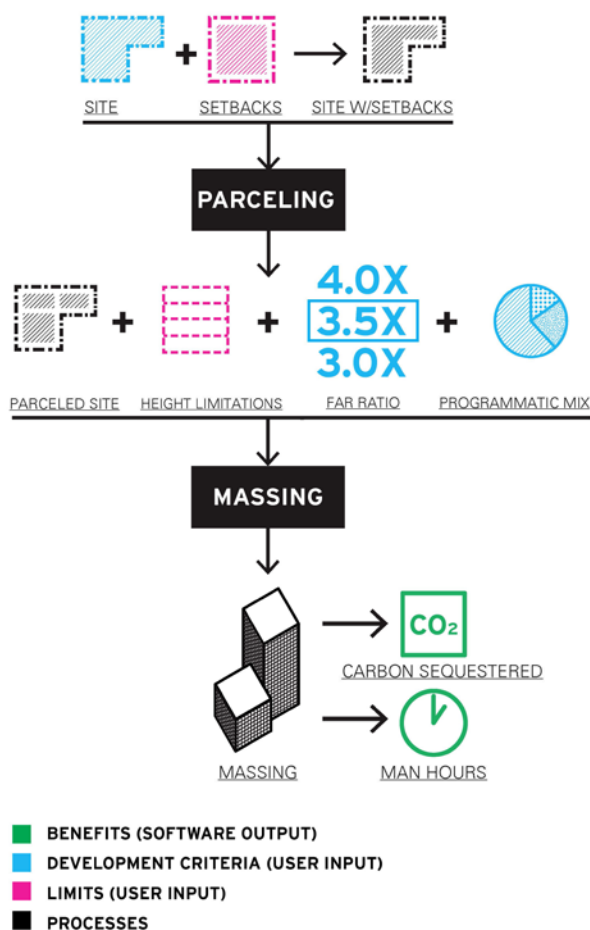 SITE
SETBACKS
SITE W/SETBACKS
PARCELING
4.0X
3.5X
3.0X
PARCELED SITE
HEIGHT LIMITATIONS
FAR RATIO
PROGRAMMATIC MIX
MASSING
CO₂
CARBON SEQUESTERED
MASSING
MAN HOURS
BENEFITS (SOFTWARE OUTPUT)
DEVELOPMENT CRITERIA (USER INPUT)
LIMITS (USER INPUT)
PROCESSES